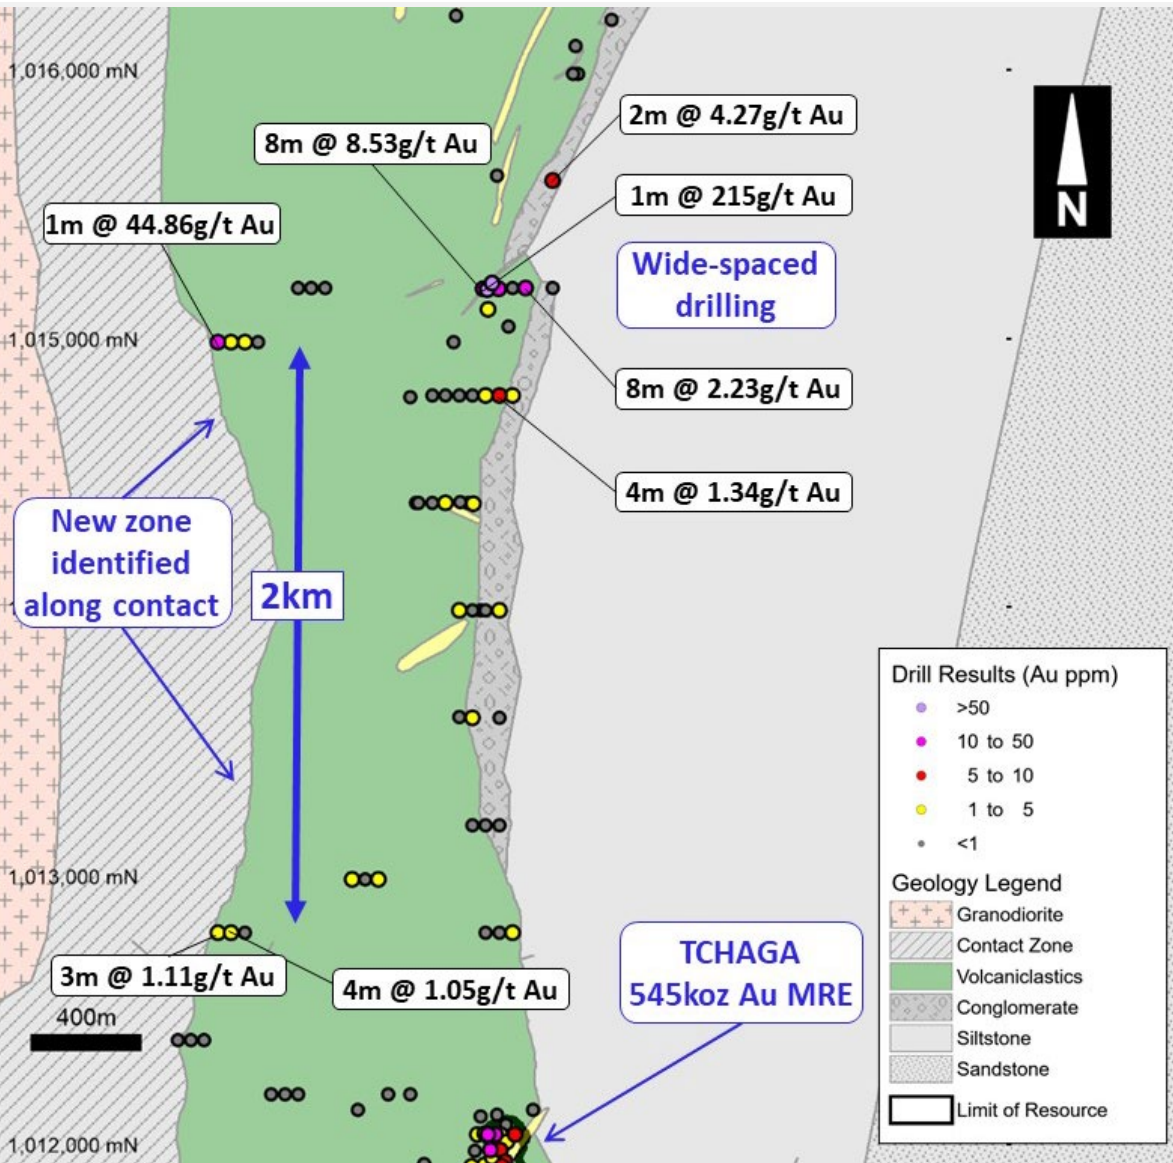 1,016,000 mN
2m @ 4.27g/t Au
8m @ 8.53g/t Au
1m @ 215g/t Au
N
1m @ 44.86g/t Au
Wide-spaced
drilling
1,015,000 mN
8m @ 2.23g/t Au
4m @ 1.34g/t Au
New zone
identified
along contact
2km
Drill Results (Au ppm)
>50
10 to 50
5 to 10
1 to 5
<1
1,013,000 mN
Geology Legend
Granodiorite
Contact Zone
Volcaniclastics
Conglomerate
Siltstone
Sandstone
Limit of Resource
3m @ 1.11g/t Au
4m @ 1.05g/t Au
TCHAGA
545koz Au MRE
400m
1,012,000 mN